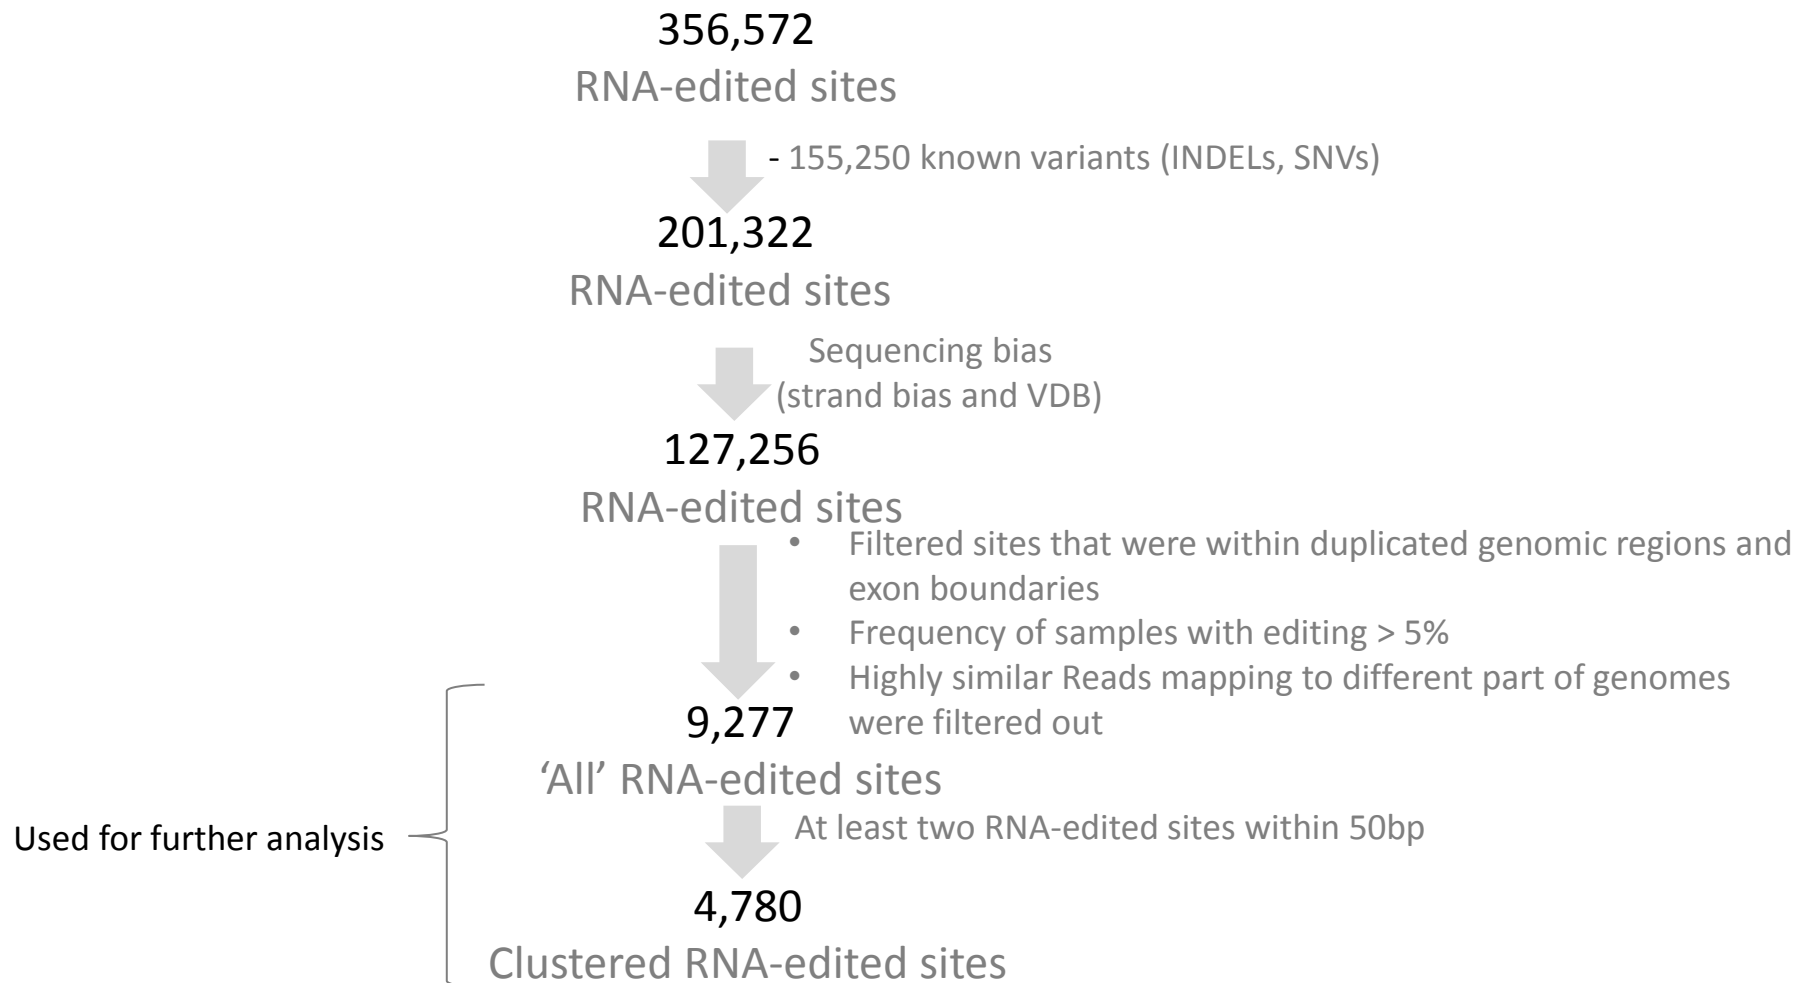 356,572
RNA-edited sites
- 155,250 known variants (INDELs, SNVs)
201,322
RNA-edited sites
Sequencing bias
(strand bias and VDB)
127,256
RNA-edited sites
• Filtered sites that were within duplicated genomic regions and
exon boundaries
• Frequency of samples with editing > 5%
• Highly similar Reads mapping to different part of genomes
were filtered out
9,277
‘All’ RNA-edited sites
At least two RNA-edited sites within 50bp
Used for further analysis
4,780
Clustered RNA-edited sites